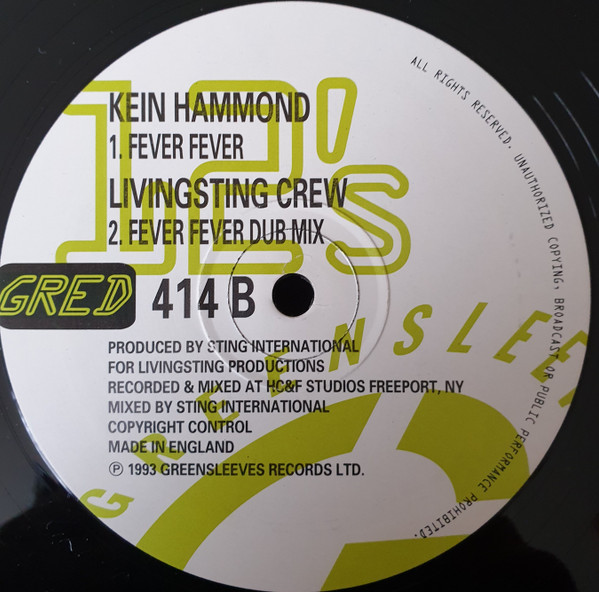 12's
KEIN HAMMOND
1. FEVER FEVER
LIVINGSTING CREW
2. FEVER FEVER DUB MIX
GRED 414 B
PRODUCED BY STING INTERNATIONAL
FOR LIVINGSTING PRODUCTIONS
RECORDED & MIXED AT HC&F STUDIOS FREEPORT, NY
MIXED BY STING INTERNATIONAL
COPYRIGHT CONTROL
MADE IN ENGLAND
℗ 1993 GREENSLEEVES RECORDS LTD.
GREENSLEE
ALL RIGHTS RESERVED. UNAUTHORIZED COPYING, BROADCAST OR PUBLIC PERFORMANCE PROHIBITED.